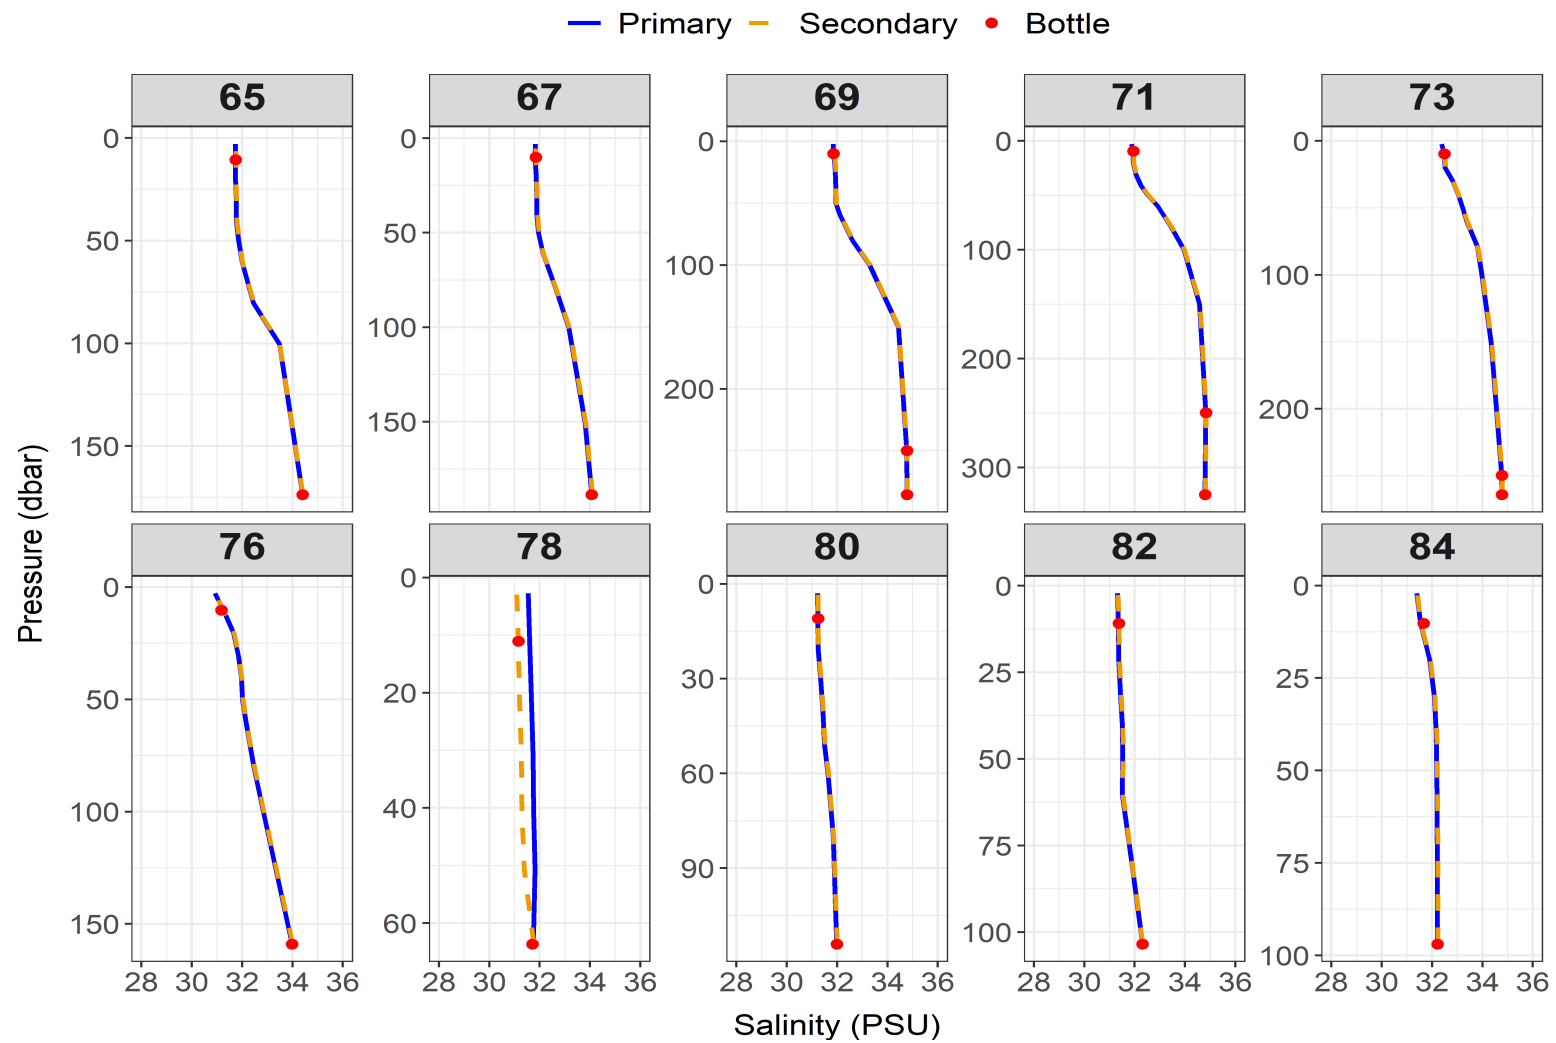 Primary Secondary Bottle
65 67 69 71 73
0 0 0 0 0
50 50 100 100 100
100 100 200 200 200
150 150 300
76 78 80 82 84
0 0 0 0 0
50 20 30 25 25
100 40 60 50 50
150 60 90 75 75
100 100
28 30 32 34 36 28 30 32 34 36 28 30 32 34 36 28 30 32 34 36 28 30 32 34 36
Pressure (dbar)
Salinity (PSU)